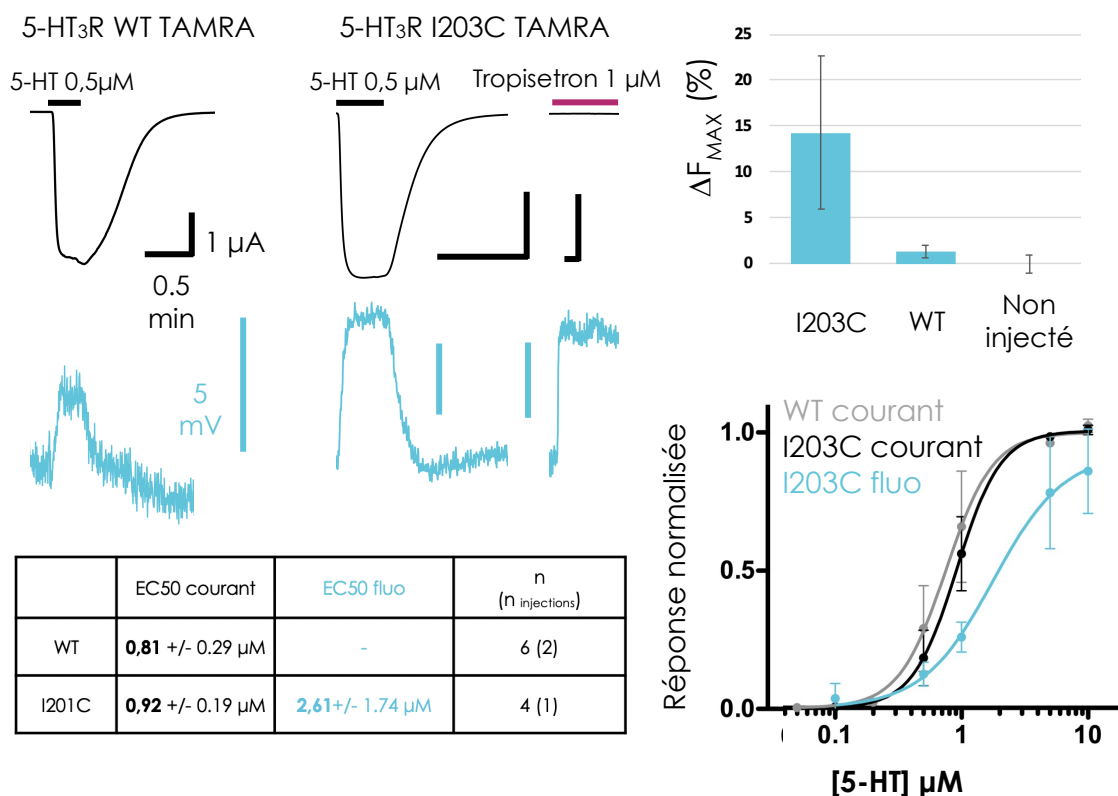 5-HT₃R WT TAMRA
5-HT 0,5µM
1 µA
0.5
min
5
mV
5-HT₃R I203C TAMRA
5-HT 0,5 µM
Tropisetron 1 µM
ΔF MAX (%)
25
20
15
10
5
0
I203C
WT
Non
injecté
EC50 courant
EC50 fluo
n
(n injections)
WT
0,81 +/- 0.29 µM
-
6 (2)
I201C
0,92 +/- 0.19 µM
2,61+/- 1.74 µM
4 (1)
WT courant
I203C courant
I203C fluo
Réponse normalisée
1.0
0.5
0.0
0.1
1
10
[5-HT] µM